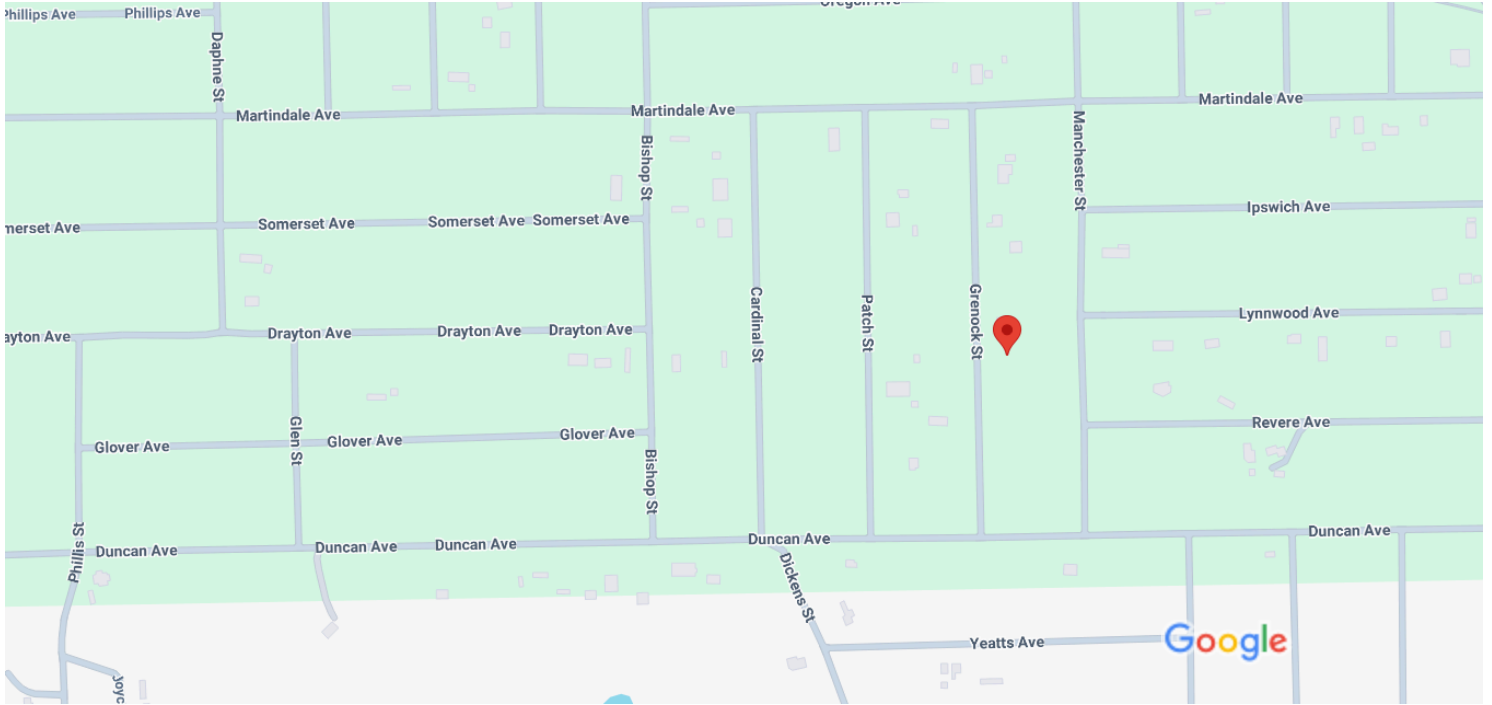 Phillips Ave
Phillips Ave
Oregon Ave
Daphne St
Martindale Ave
Martindale Ave
Martindale Ave
Manchester St
Bishop St
Ipswich Ave
merset Ave
Somerset Ave
Somerset Ave
Somerset Ave
Cardinal St
Patch St
Grenock St
Lynnwood Ave
ayton Ave
Drayton Ave
Drayton Ave
Drayton Ave
Glen St
Glover Ave
Glover Ave
Glover Ave
Revere Ave
Bishop St
Phillis St
Duncan Ave
Duncan Ave
Duncan Ave
Duncan Ave
Duncan Ave
Dickens St
Yeatts Ave
Google
Joyc